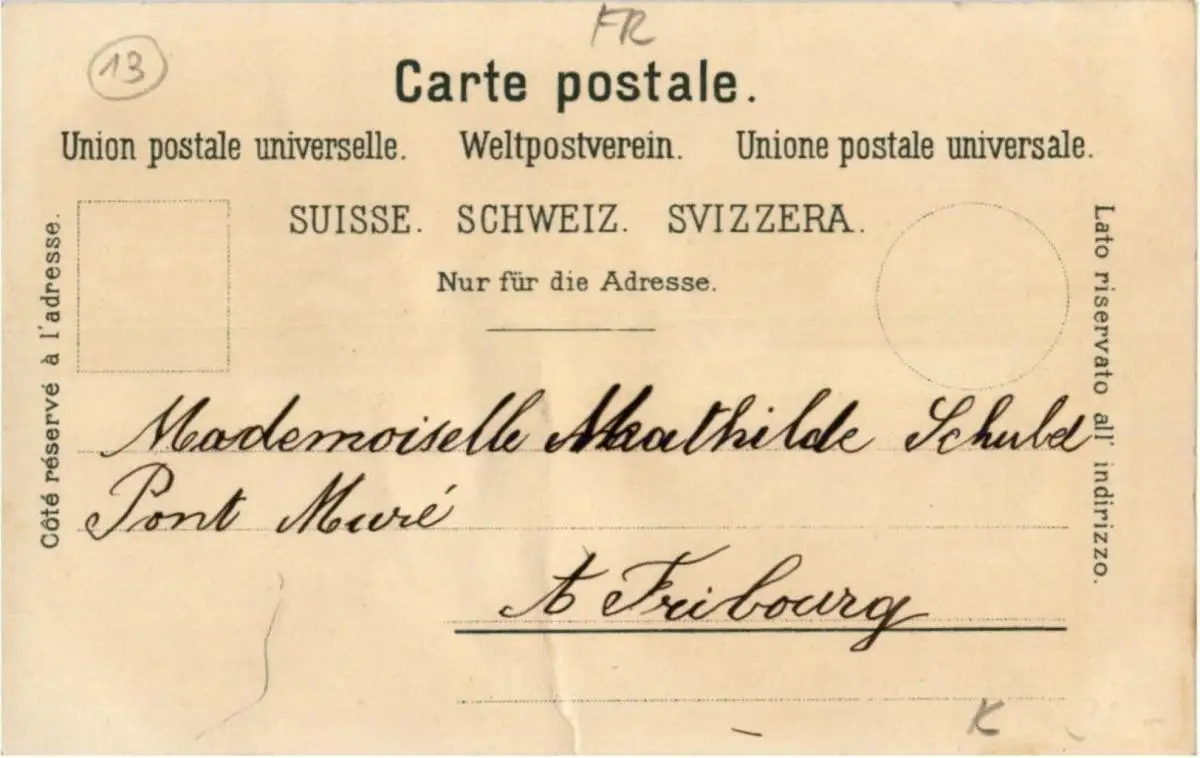 FR
13
Carte postale.
Union postale universelle. Weltpostverein. Unione postale universale.
SUISSE. SCHWEIZ. SVIZZERA.
Nur für die Adresse.
Côté réservé à l'adresse.
Lato riservato all' indirizzo.
Mademoiselle Mathilde Schuld
Pont Muré
A Fribourg
K